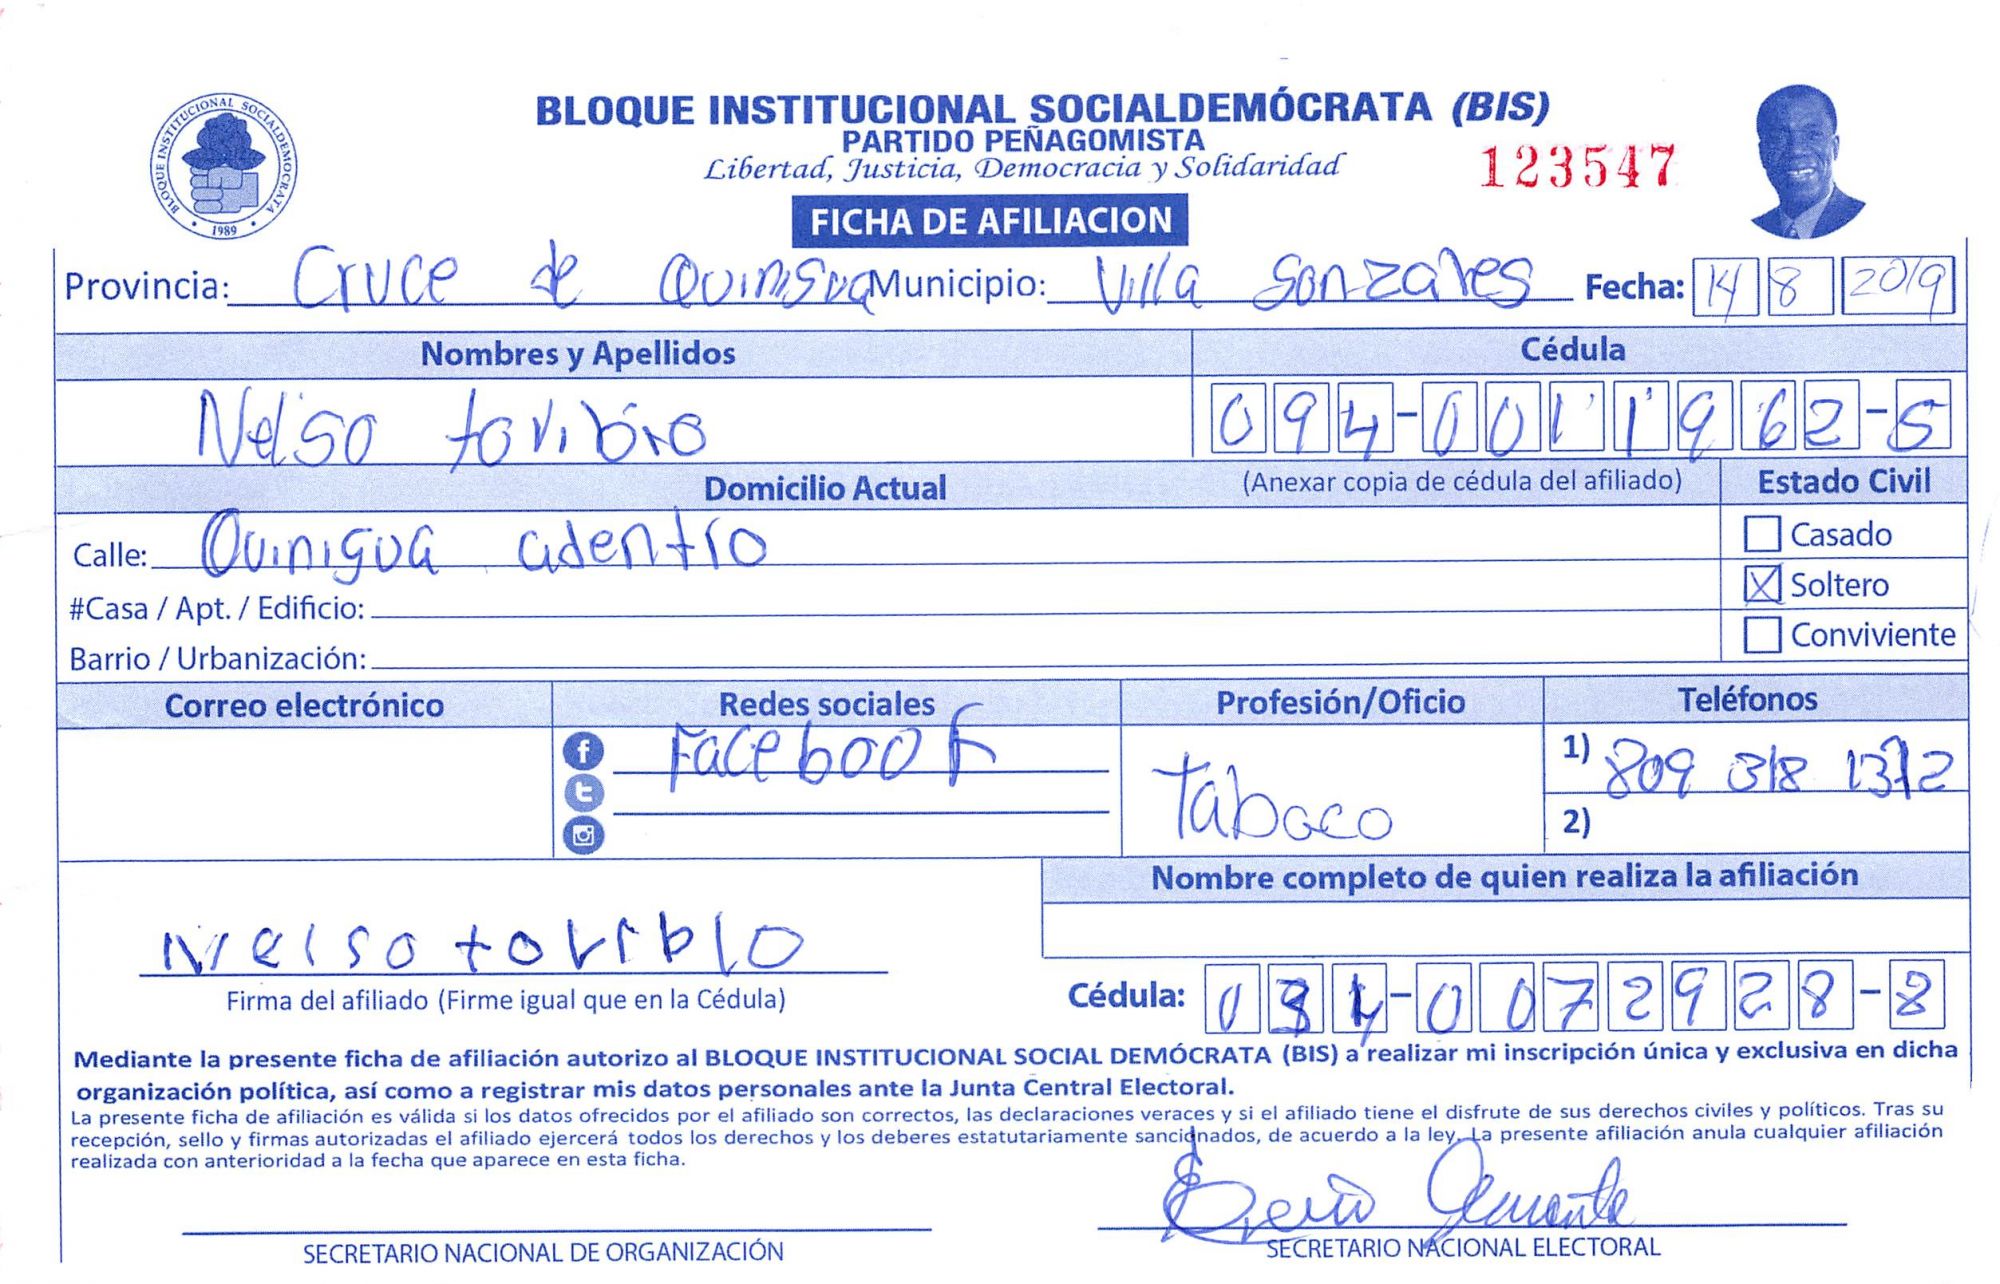 BLOQUE INSTITUCIONAL SOCIALDEMOCRATA
1989
BLOQUE INSTITUCIONAL SOCIALDEMÓCRATA (BIS)
PARTIDO PEÑAGOMISTA
Libertad, Justicia, Democracia y Solidaridad
123547
FICHA DE AFILIACION
Provincia: Cruce de Quinigua Municipio: Villa Gonzales Fecha: 14 8 2019
Nombres y Apellidos Cédula
Nelso toribio 094-0011962-5
Domicilio Actual (Anexar copia de cédula del afiliado) Estado Civil
Calle: Quinigua adentro
Casado
#Casa / Apt. / Edificio:
X Soltero
Barrio / Urbanización:
Conviviente
Correo electrónico Redes sociales Profesión/Oficio Teléfonos
Facebook tabaco 1) 809 318 1372
2)
Nombre completo de quien realiza la afiliación
Nelso toribio
Firma del afiliado (Firme igual que en la Cédula) Cédula: 034-0072928-8
Mediante la presente ficha de afiliación autorizo al BLOQUE INSTITUCIONAL SOCIAL DEMÓCRATA (BIS) a realizar mi inscripción única y exclusiva en dicha
organización política, así como a registrar mis datos personales ante la Junta Central Electoral.
La presente ficha de afiliación es válida si los datos ofrecidos por el afiliado son correctos, las declaraciones veraces y si el afiliado tiene el disfrute de sus derechos civiles y políticos. Tras su
recepción, sello y firmas autorizadas el afiliado ejercerá todos los derechos y los deberes estatutariamente sancionados, de acuerdo a la ley. La presente afiliación anula cualquier afiliación
realizada con anterioridad a la fecha que aparece en esta ficha.
SECRETARIO NACIONAL DE ORGANIZACIÓN SECRETARIO NACIONAL ELECTORAL